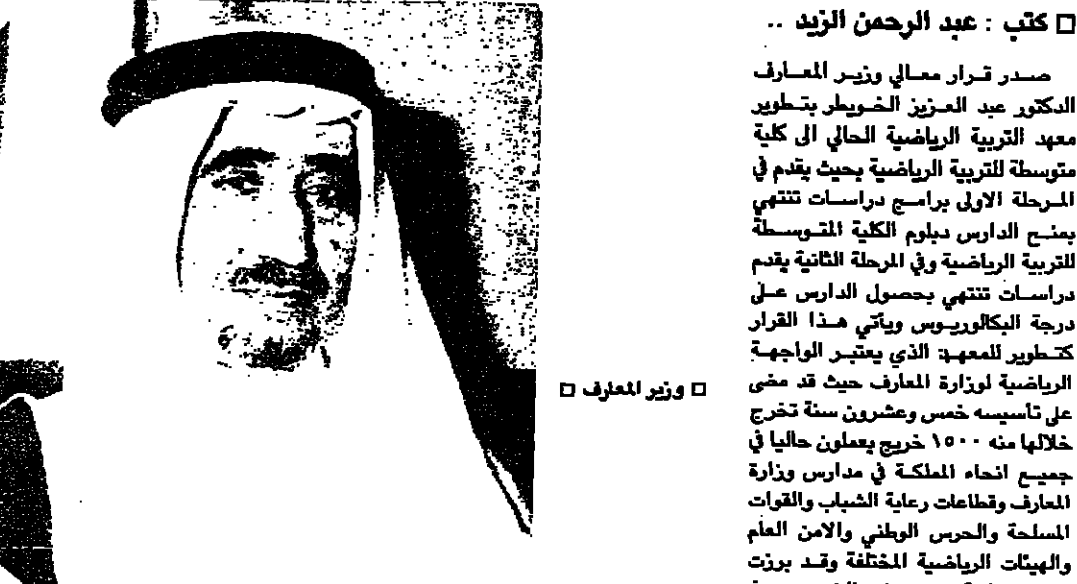 □ كتب : عبد الرحمن الزيد ..
صدر قرار معالي وزير المعارف
الدكتور عبد العزيز الخويطر بتطوير
معهد التربية الرياضية الحالي الى كلية
متوسطة للتربية الرياضية بحيث يقدم في
المرحلة الاولى برامج دراسات تنتهي
بمنح الدارس دبلوم الكلية المتوسطة
للتربية الرياضية وفي المرحلة الثانية يقدم
دراسات تنتهي بحصول الدارس على
درجة البكالوريوس ويأتي هذا القرار
كتطوير للمعهد الذي يعتبر الواجهة
الرياضية لوزارة المعارف حيث قد مضى
على تأسيسه خمس وعشرون سنة تخرج
خلالها منه ١٥٠٠ خريج يعملون حاليا في
جميع انحاء المملكة في مدارس وزارة
المعارف وقطاعات رعاية الشباب والقوات
المسلحة والحرس الوطني والامن العام
والهيئات الرياضية المختلفة وقد برزت
□ وزير المعارف □